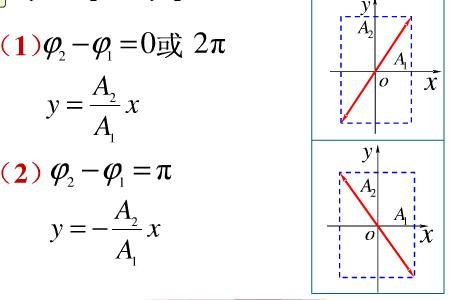 （1）φ₂ − φ₁ = 0或 2π
y = A₂/A₁ x
（2）φ₂ − φ₁ = π
y = − A₂/A₁ x
y
A₂
A₁
o
x
y
A₂
A₁
o
x